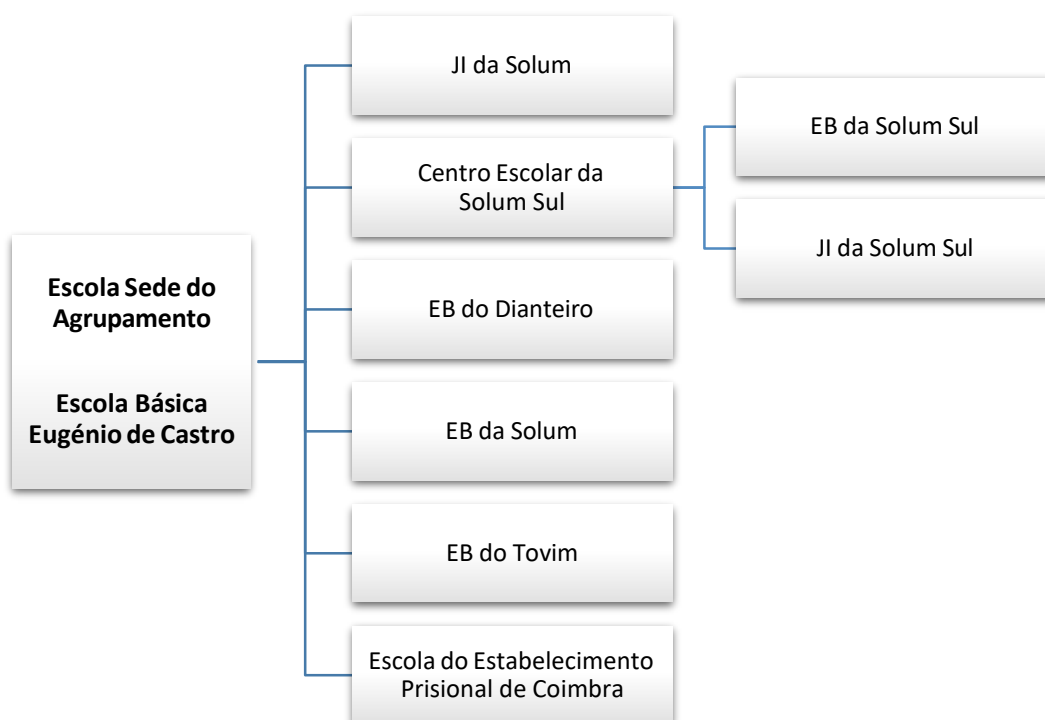 Escola Sede do
Agrupamento
Escola Básica
Eugénio de Castro
JI da Solum
Centro Escolar da
Solum Sul
EB da Solum Sul
JI da Solum Sul
EB do Dianteiro
EB da Solum
EB do Tovim
Escola do Estabelecimento
Prisional de Coimbra